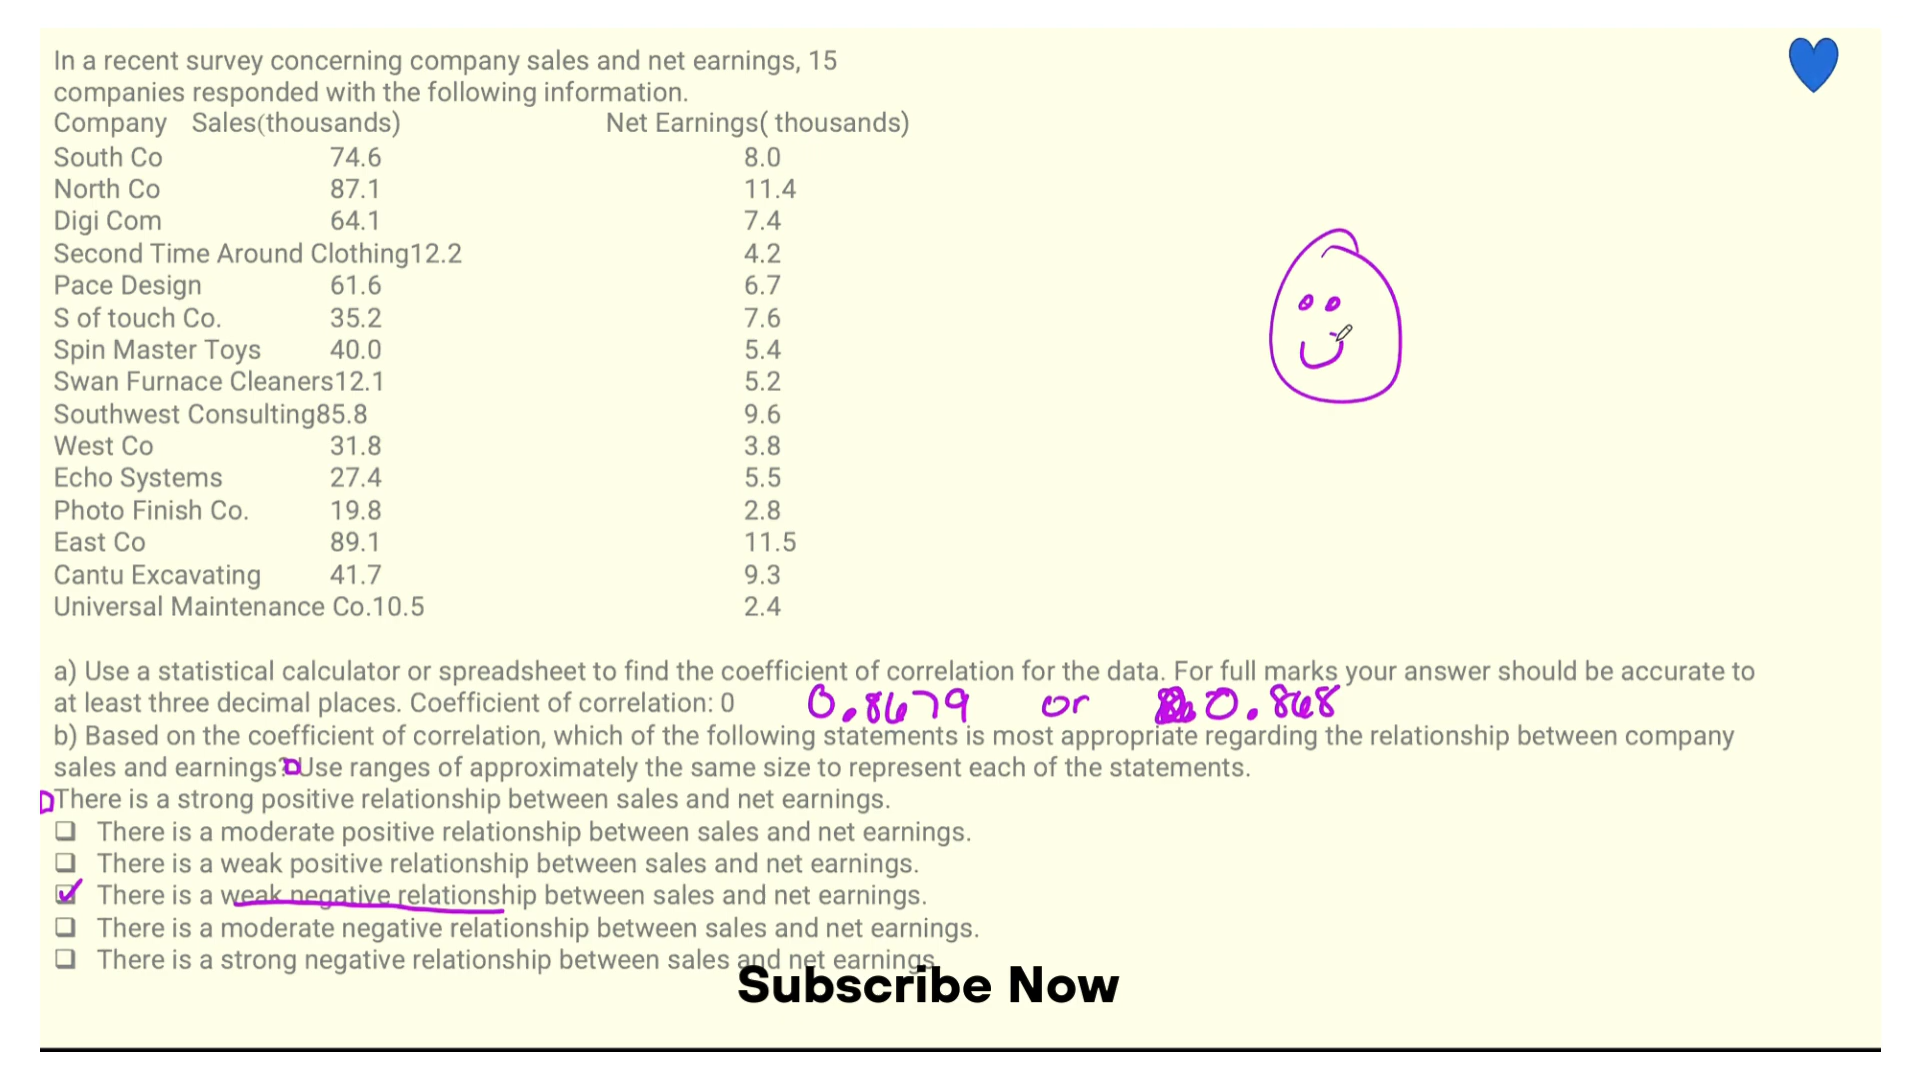 In a recent survey concerning company sales and net earnings, 15
companies responded with the following information.
Company Sales(thousands) Net Earnings( thousands)
South Co 74.6 8.0
North Co 87.1 11.4
Digi Com 64.1 7.4
Second Time Around Clothing12.2 4.2
Pace Design 61.6 6.7
S of touch Co. 35.2 7.6
Spin Master Toys 40.0 5.4
Swan Furnace Cleaners12.1 5.2
Southwest Consulting85.8 9.6
West Co 31.8 3.8
Echo Systems 27.4 5.5
Photo Finish Co. 19.8 2.8
East Co 89.1 11.5
Cantu Excavating 41.7 9.3
Universal Maintenance Co.10.5 2.4
a) Use a statistical calculator or spreadsheet to find the coefficient of correlation for the data. For full marks your answer should be accurate to
at least three decimal places. Coefficient of correlation: 0 0.8679 or 0.868
b) Based on the coefficient of correlation, which of the following statements is most appropriate regarding the relationship between company
sales and earnings? Use ranges of approximately the same size to represent each of the statements.
There is a strong positive relationship between sales and net earnings.
❑ There is a moderate positive relationship between sales and net earnings.
❑ There is a weak positive relationship between sales and net earnings.
❑ There is a weak negative relationship between sales and net earnings.
❑ There is a moderate negative relationship between sales and net earnings.
❑ There is a strong negative relationship between sales and net earnings
Subscribe Now